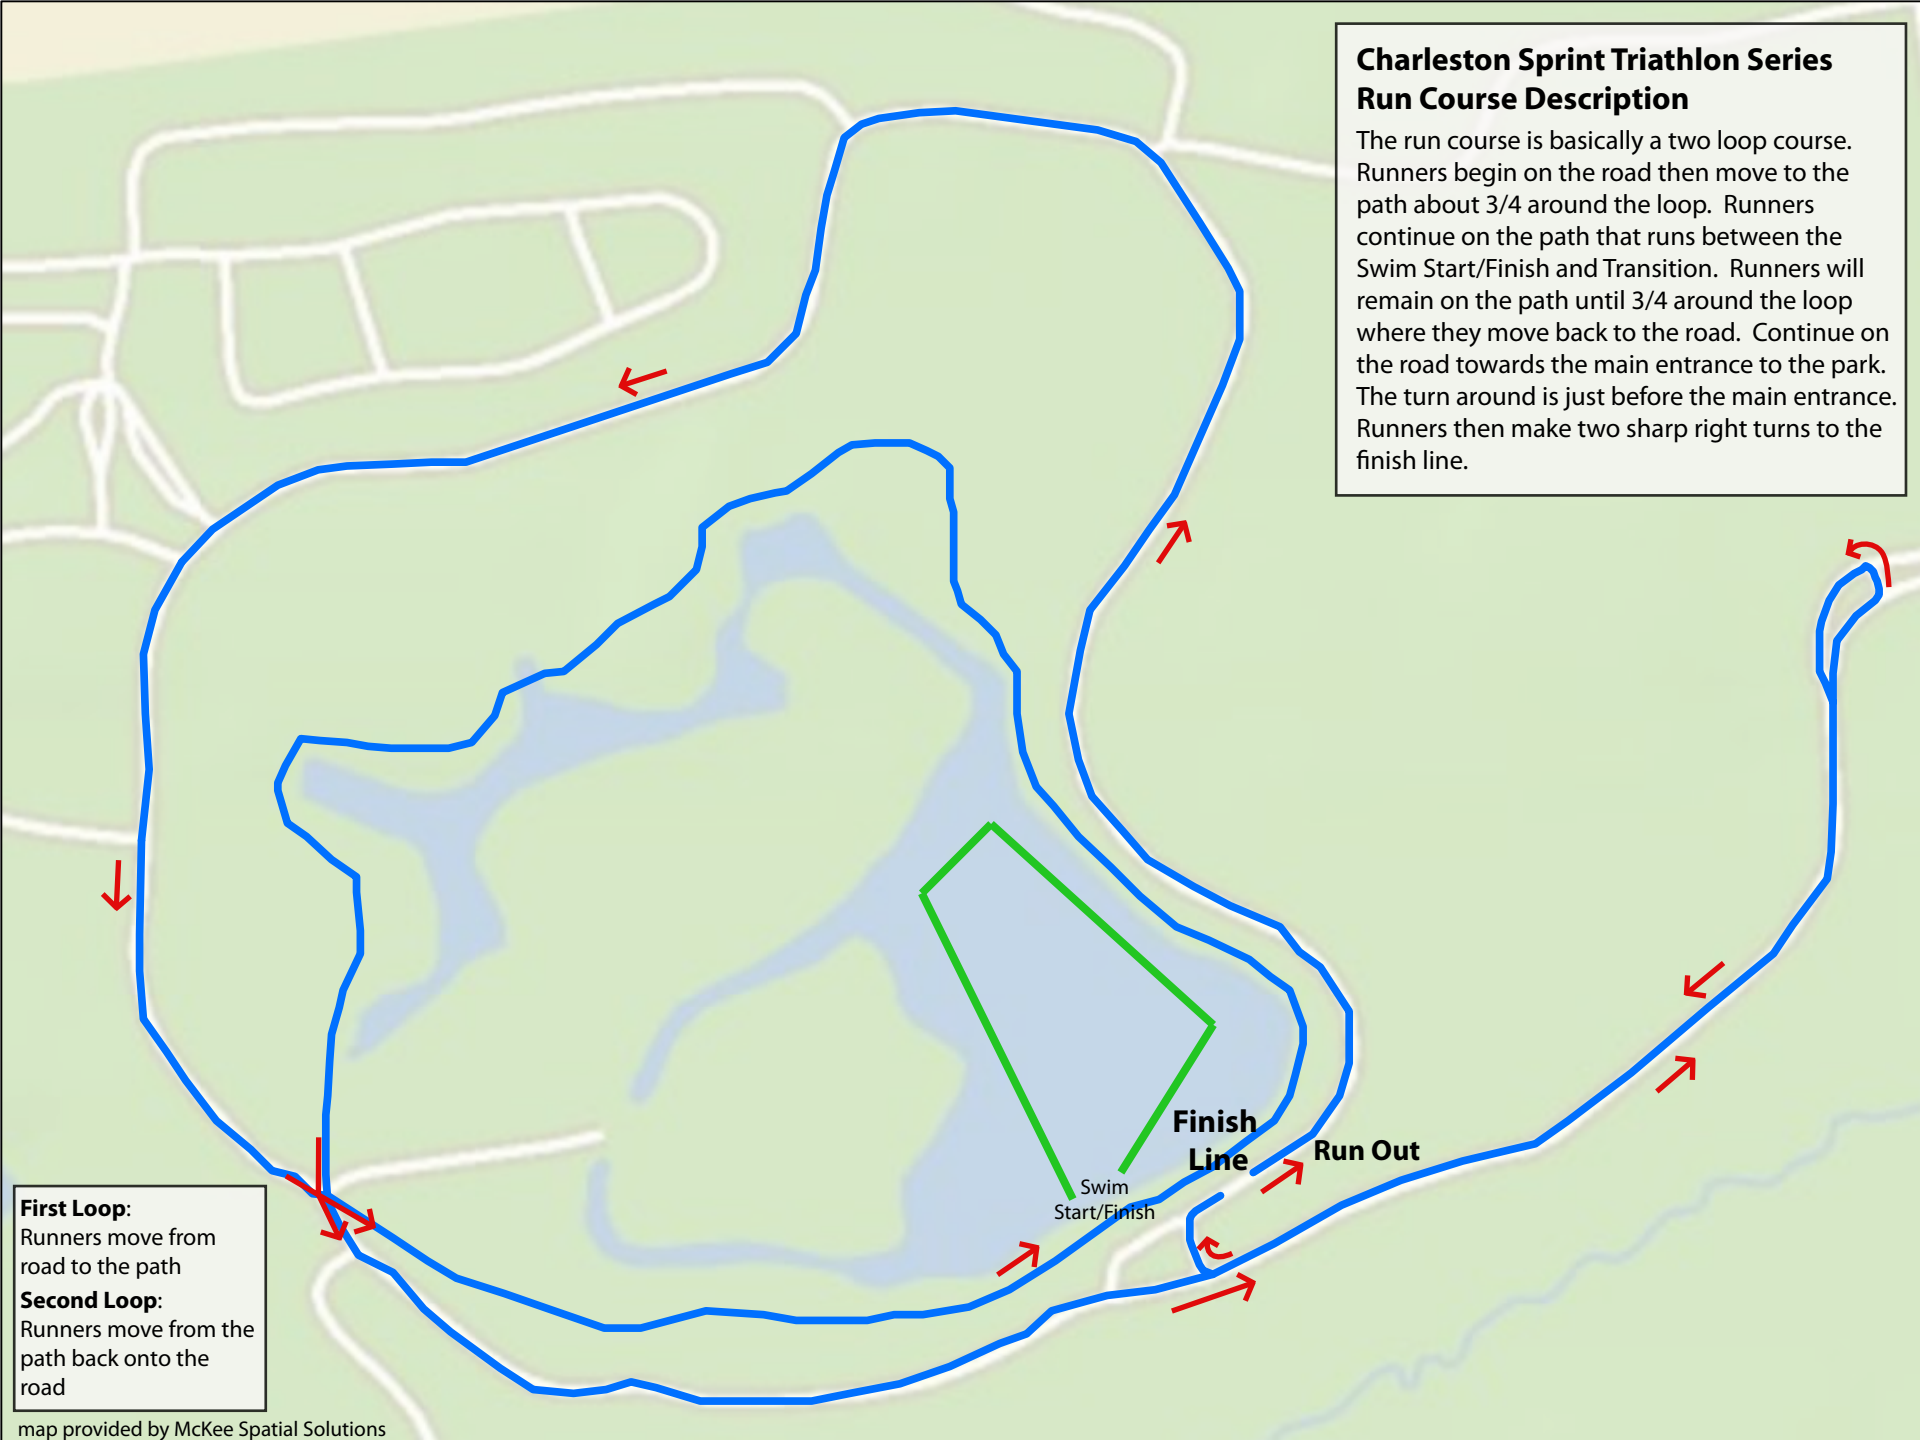 Charleston Sprint Triathlon Series
Run Course Description
The run course is basically a two loop course.
Runners begin on the road then move to the
path about 3/4 around the loop.  Runners
continue on the path that runs between the
Swim Start/Finish and Transition.  Runners will
remain on the path until 3/4 around the loop
where they move back to the road.  Continue on
the road towards the main entrance to the park.
The turn around is just before the main entrance.
Runners then make two sharp right turns to the
finish line.
Finish
Line
Run Out
Swim
Start/Finish
First Loop:
Runners move from
road to the path
Second Loop:
Runners move from the
path back onto the
road
map provided by McKee Spatial Solutions